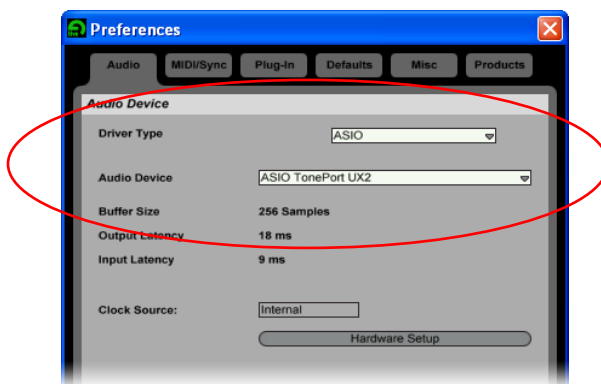 Preferences
Audio MIDI/Sync Plug-In Defaults Misc Products
Audio Device
Driver Type ASIO
Audio Device ASIO TonePort UX2
Buffer Size 256 Samples
Output Latency 18 ms
Input Latency 9 ms
Clock Source: Internal
Hardware Setup